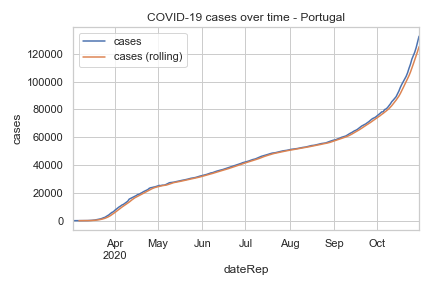 COVID-19 cases over time - Portugal
cases
cases (rolling)
120000
100000
80000
60000
40000
20000
0
cases
Apr
2020
May
Jun
Jul
Aug
Sep
Oct
dateRep